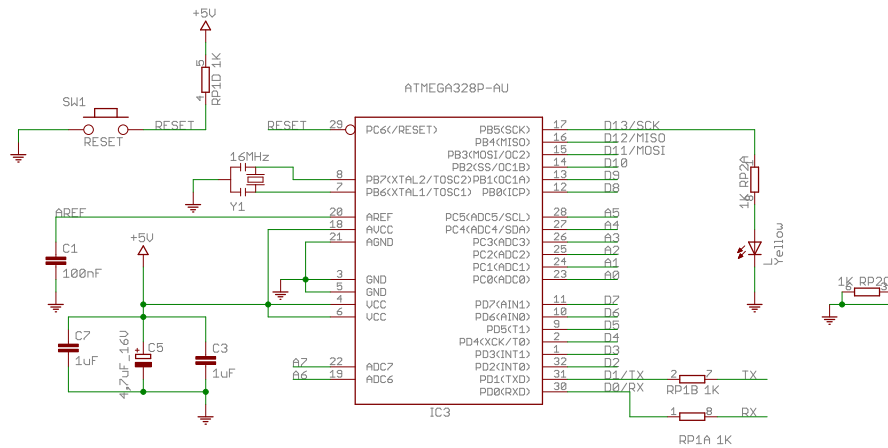 +5V
5
RP1D 1K
4
SW1
RESET
RESET
ATMEGA328P-AU
RESET
29
PC6(/RESET)
16MHz
8
PB7(XTAL2/TOSC2)
7
PB6(XTAL1/TOSC1)
Y1
AREF
20
AREF
18
AVCC
21
AGND
+5V
C1
100nF
3
GND
5
GND
4
VCC
6
VCC
C7
1uF
C5
4,7uF_16V
C3
1uF
A7
22
ADC7
A6
19
ADC6
IC3
PB5(SCK)
17
D13/SCK
PB4(MISO)
16
D12/MISO
PB3(MOSI/OC2)
15
D11/MOSI
PB2(SS/OC1B)
14
D10
PB1(OC1A)
13
D9
PB0(ICP)
12
D8
PC5(ADC5/SCL)
28
A5
PC4(ADC4/SDA)
27
A4
PC3(ADC3)
26
A3
PC2(ADC2)
25
A2
PC1(ADC1)
24
A1
PC0(ADC0)
23
A0
PD7(AIN1)
11
D7
PD6(AIN0)
10
D6
PD5(T1)
9
D5
PD4(XCK/T0)
2
D4
PD3(INT1)
1
D3
PD2(INT0)
32
D2
PD1(TXD)
31
D1/TX
PD0(RXD)
30
D0/RX
2
7
TX
RP1B 1K
1
8
RX
RP1A 1K
1
1K RP2A
8
L
Yellow
1K RP2C
6
3